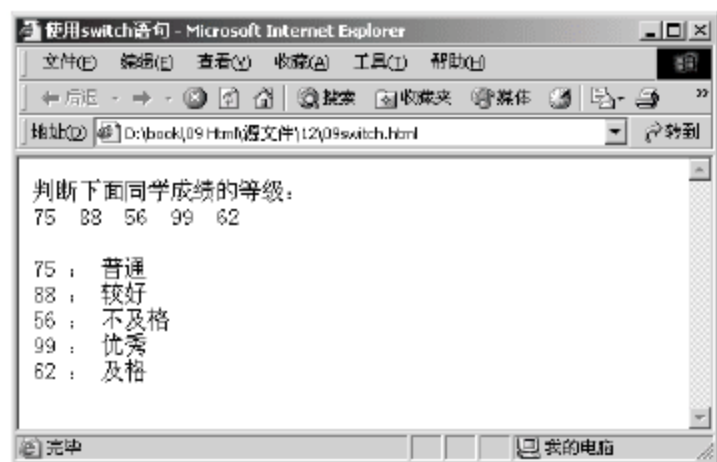 使用switch语句 - Microsoft Internet Explorer
文件(F) 编辑(E) 查看(V) 收藏(A) 工具(T) 帮助(H)
后退 搜索 收藏夹 媒体 »
地址(D) D:\book\09Html\源文件\12\09switch.html 转到
判断下面同学成绩的等级：
75 88 56 99 62
75 ： 普通
88 ： 较好
56 ： 不及格
99 ： 优秀
62 ： 及格
完毕 我的电脑